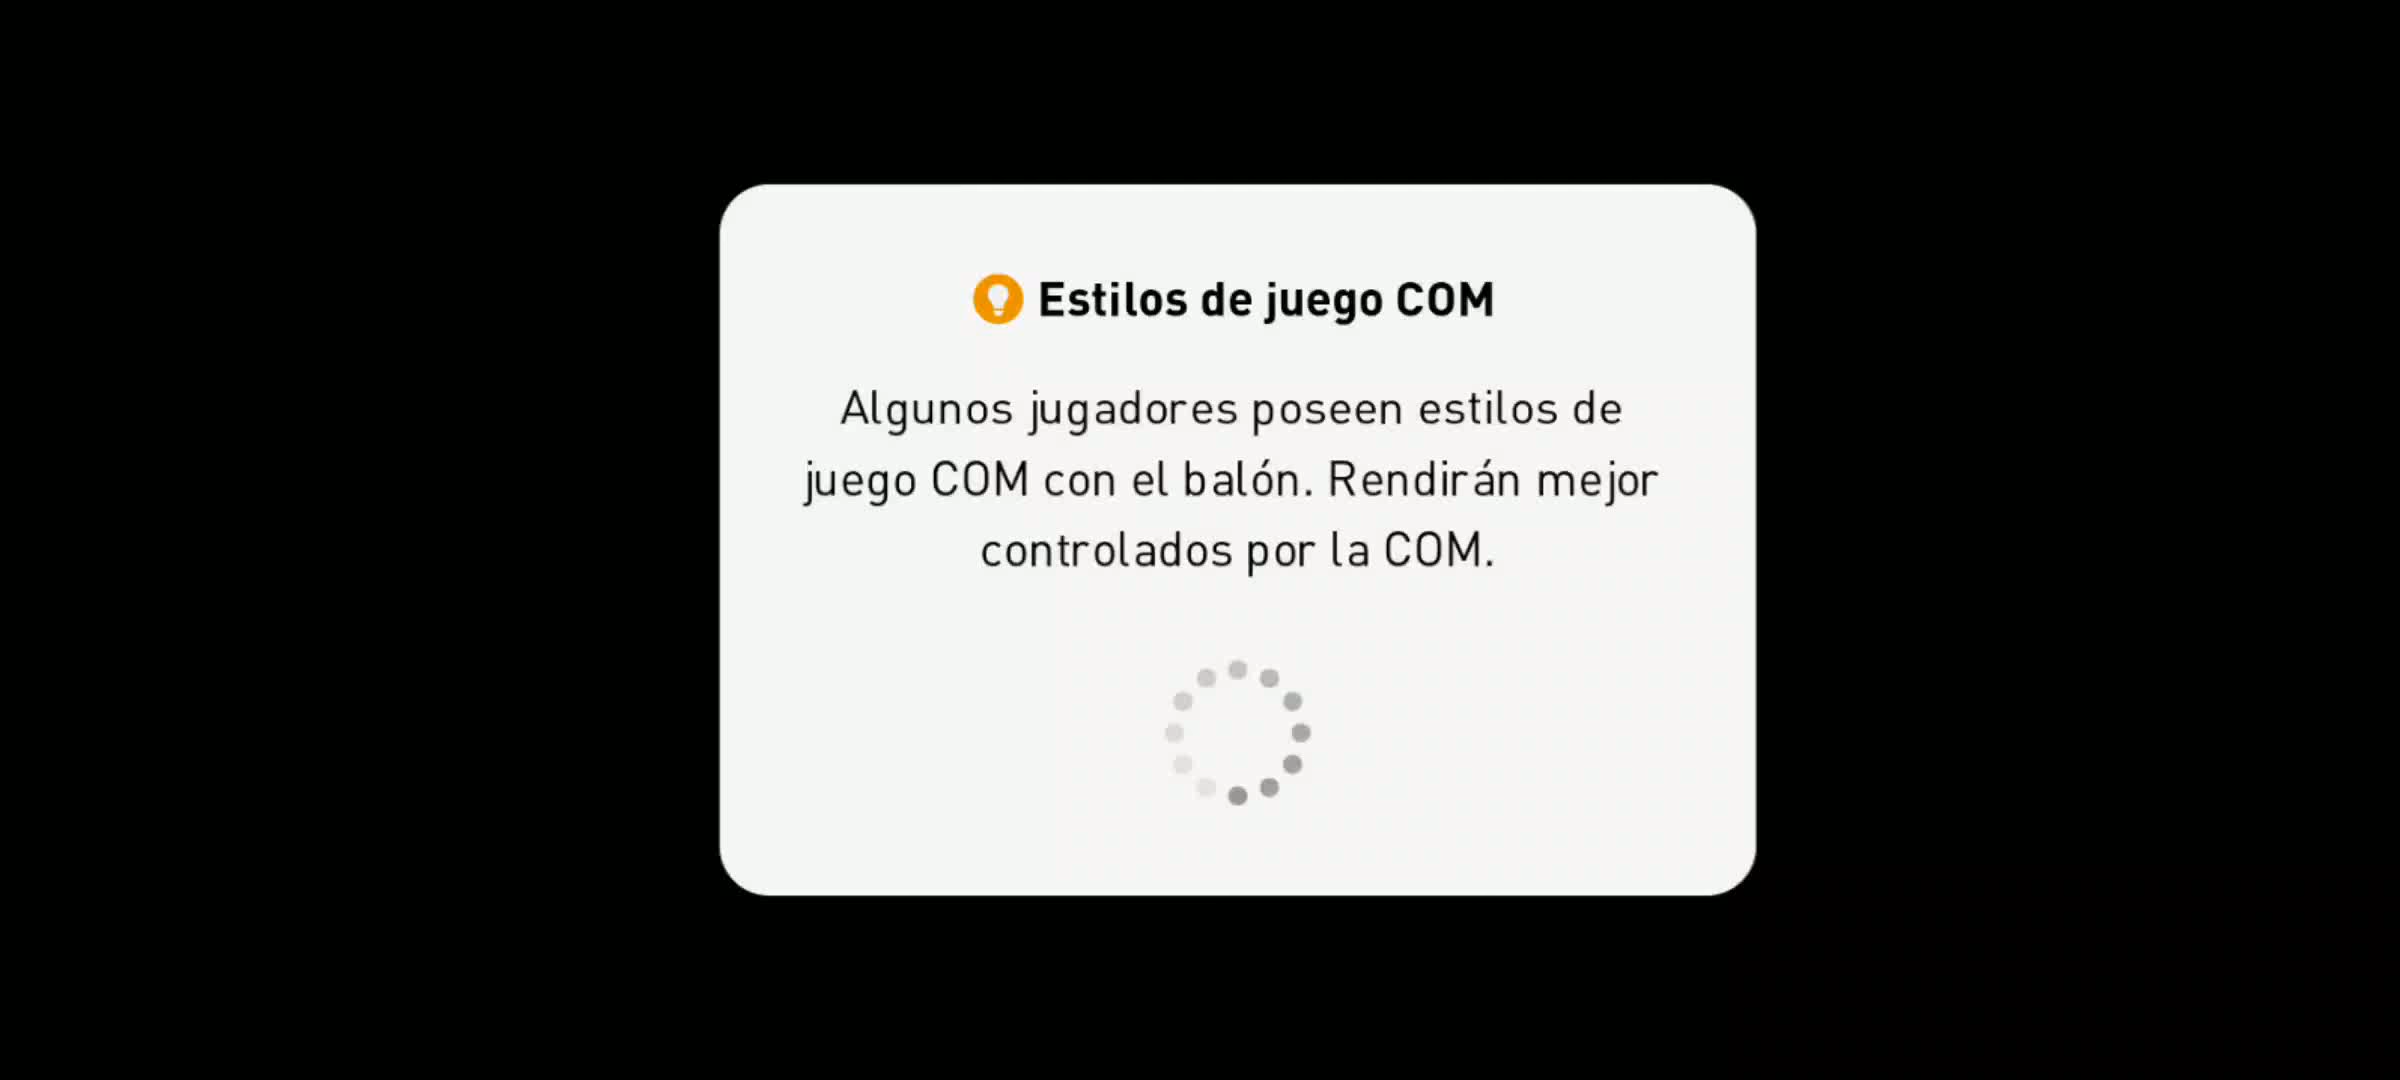 Estilos de juego COM
Algunos jugadores poseen estilos de
juego COM con el balón. Rendirán mejor
controlados por la COM.